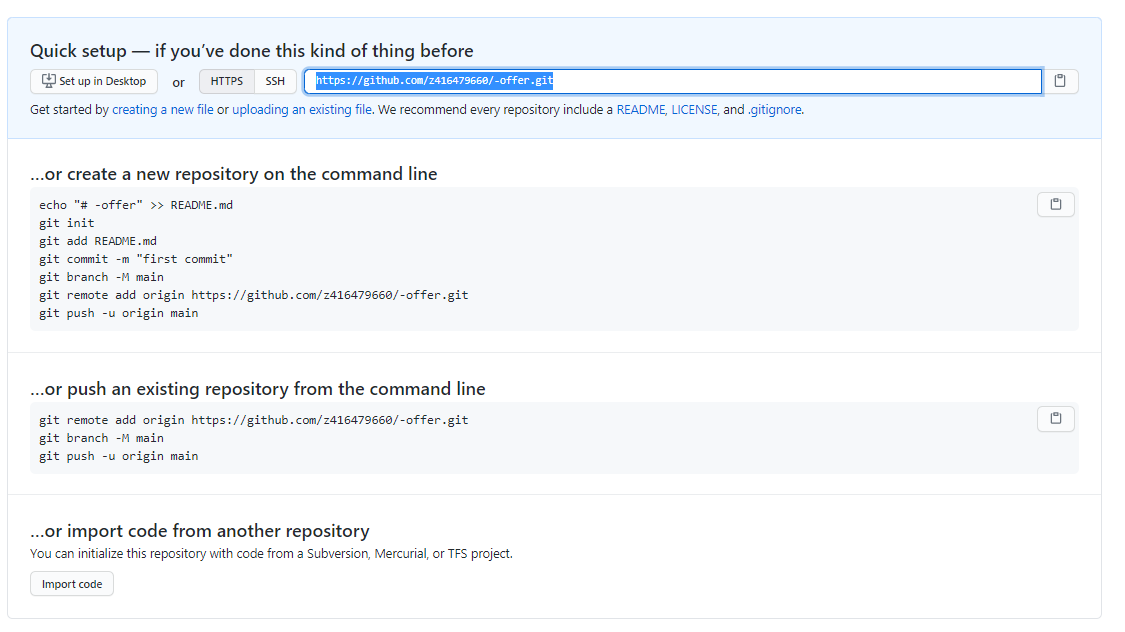 Quick setup — if you’ve done this kind of thing before
Set up in Desktop or HTTPS SSH https://github.com/z416479660/-offer.git
Get started by creating a new file or uploading an existing file. We recommend every repository include a README, LICENSE, and .gitignore.
...or create a new repository on the command line
echo "# -offer" >> README.md
git init
git add README.md
git commit -m "first commit"
git branch -M main
git remote add origin https://github.com/z416479660/-offer.git
git push -u origin main
...or push an existing repository from the command line
git remote add origin https://github.com/z416479660/-offer.git
git branch -M main
git push -u origin main
...or import code from another repository
You can initialize this repository with code from a Subversion, Mercurial, or TFS project.
Import code